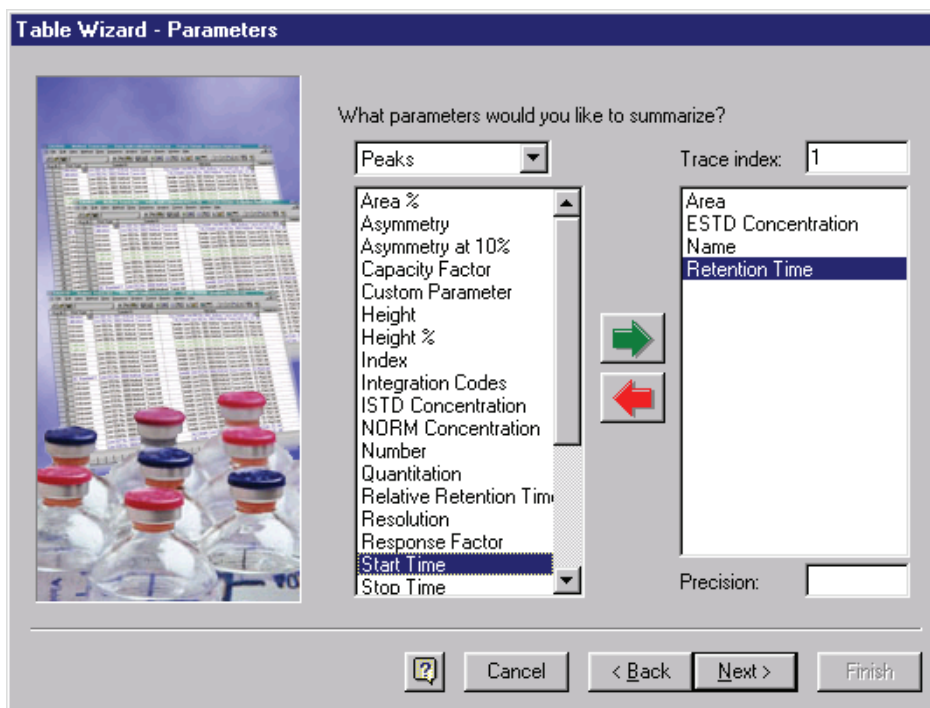 Table Wizard - Parameters
What parameters would you like to summarize?
Peaks
Trace index: 1
Area %
Asymmetry
Asymmetry at 10%
Capacity Factor
Custom Parameter
Height
Height %
Index
Integration Codes
ISTD Concentration
NORM Concentration
Number
Quantitation
Relative Retention Time
Resolution
Response Factor
Start Time
Stop Time
Area
ESTD Concentration
Name
Retention Time
Precision:
?
Cancel
< Back
Next >
Finish